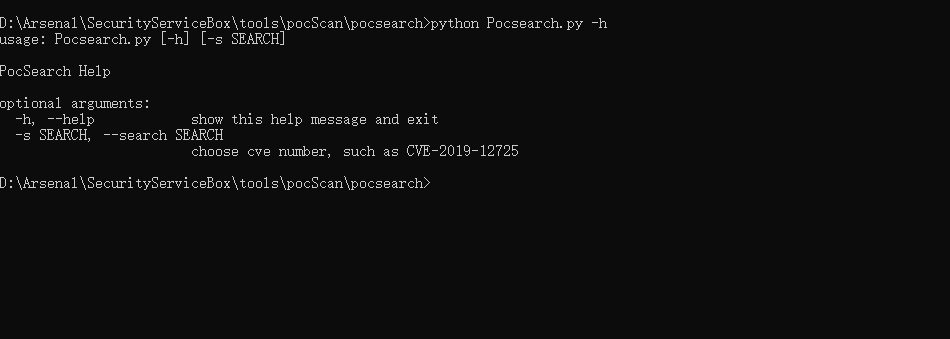 D:\Arsenal\SecurityServiceBox\tools\pocScan\pocsearch>python Pocsearch.py -h
usage: Pocsearch.py [-h] [-s SEARCH]
PocSearch Help
optional arguments:
-h, --help show this help message and exit
-s SEARCH, --search SEARCH
choose cve number, such as CVE-2019-12725
D:\Arsenal\SecurityServiceBox\tools\pocScan\pocsearch>